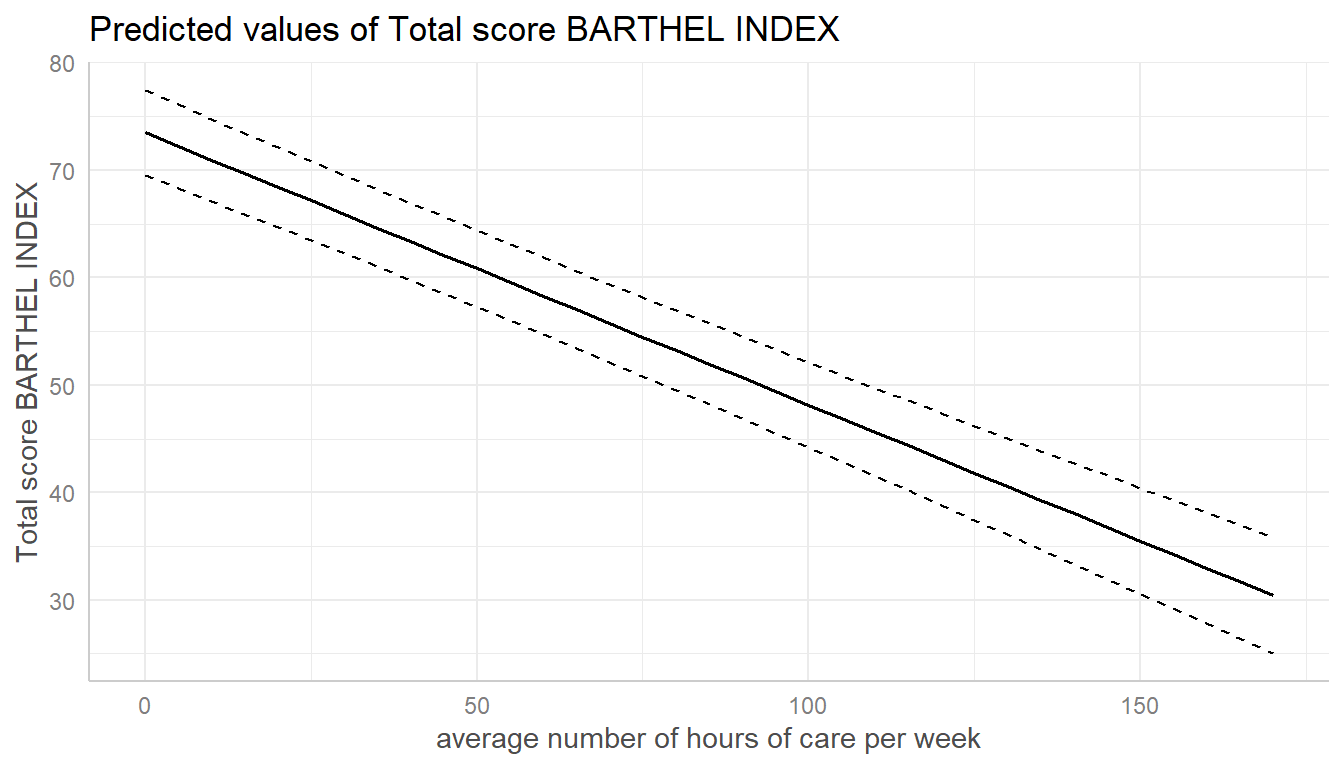 Predicted values of Total score BARTHEL INDEX
Total score BARTHEL INDEX
80
70
60
50
40
30
0 50 100 150
average number of hours of care per week